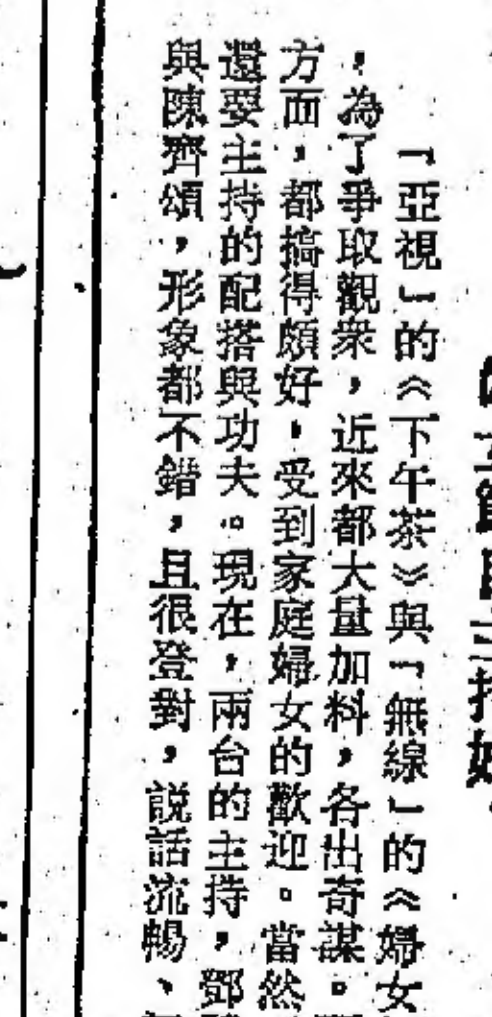 「亞視」的《下午茶》與「無線」的《婦女
，為了爭取觀眾，近來都大量加料，各出奇謀。
方面，都搞得頗好，受到家庭婦女的歡迎。當然
還要主持的配搭與功夫。現在，兩台的主持，鄧
與陳齊頌，形象都不錯，且很登對，說話流暢、